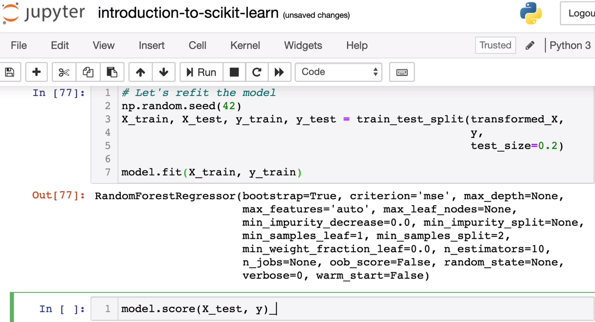 jupyter introduction-to-scikit-learn (unsaved changes)
Logou
File Edit View Insert Cell Kernel Widgets Help Trusted Python 3
Run Code
In [77]: 1 # Let's refit the model
2 np.random.seed(42)
3 X_train, X_test, y_train, y_test = train_test_split(transformed_X,
4 y,
5 test_size=0.2)
6
7 model.fit(X_train, y_train)
Out[77]: RandomForestRegressor(bootstrap=True, criterion='mse', max_depth=None,
max_features='auto', max_leaf_nodes=None,
min_impurity_decrease=0.0, min_impurity_split=None,
min_samples_leaf=1, min_samples_split=2,
min_weight_fraction_leaf=0.0, n_estimators=10,
n_jobs=None, oob_score=False, random_state=None,
verbose=0, warm_start=False)
In [ ]: 1 model.score(X_test, y)